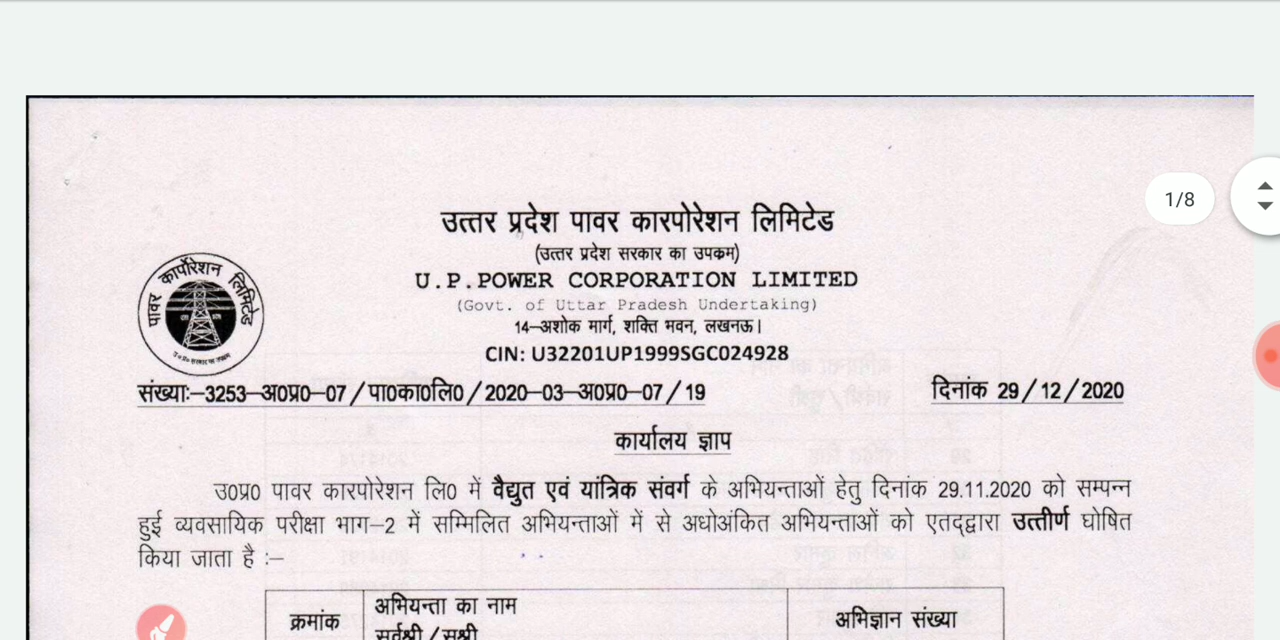 1/8
उत्तर प्रदेश पावर कारपोरेशन लिमिटेड
(उत्तर प्रदेश सरकार का उपक्रम)
U.P.POWER CORPORATION LIMITED
(Govt. of Uttar Pradesh Undertaking)
14–अशोक मार्ग, शक्ति भवन, लखनऊ।
CIN: U32201UP1999SGC024928
पावर कार्पोरेशन लिमिटेड
संख्याः–3253–अ0प्र0–07/पा0का0लि0/2020–03–अ0प्र0–07/19 दिनांक 29/12/2020
कार्यालय ज्ञाप
उ0प्र0 पावर कारपोरेशन लि0 में वैद्युत एवं यांत्रिक संवर्ग के अभियन्ताओं हेतु दिनांक 29.11.2020 को सम्पन्न
हुई व्यवसायिक परीक्षा भाग–2 में सम्मिलित अभियन्ताओं में से अधोअंकित अभियन्ताओं को एतद्द्वारा उत्तीर्ण घोषित
किया जाता है :–
क्रमांक अभियन्ता का नाम अभिज्ञान संख्या
सर्वश्री/सुश्री